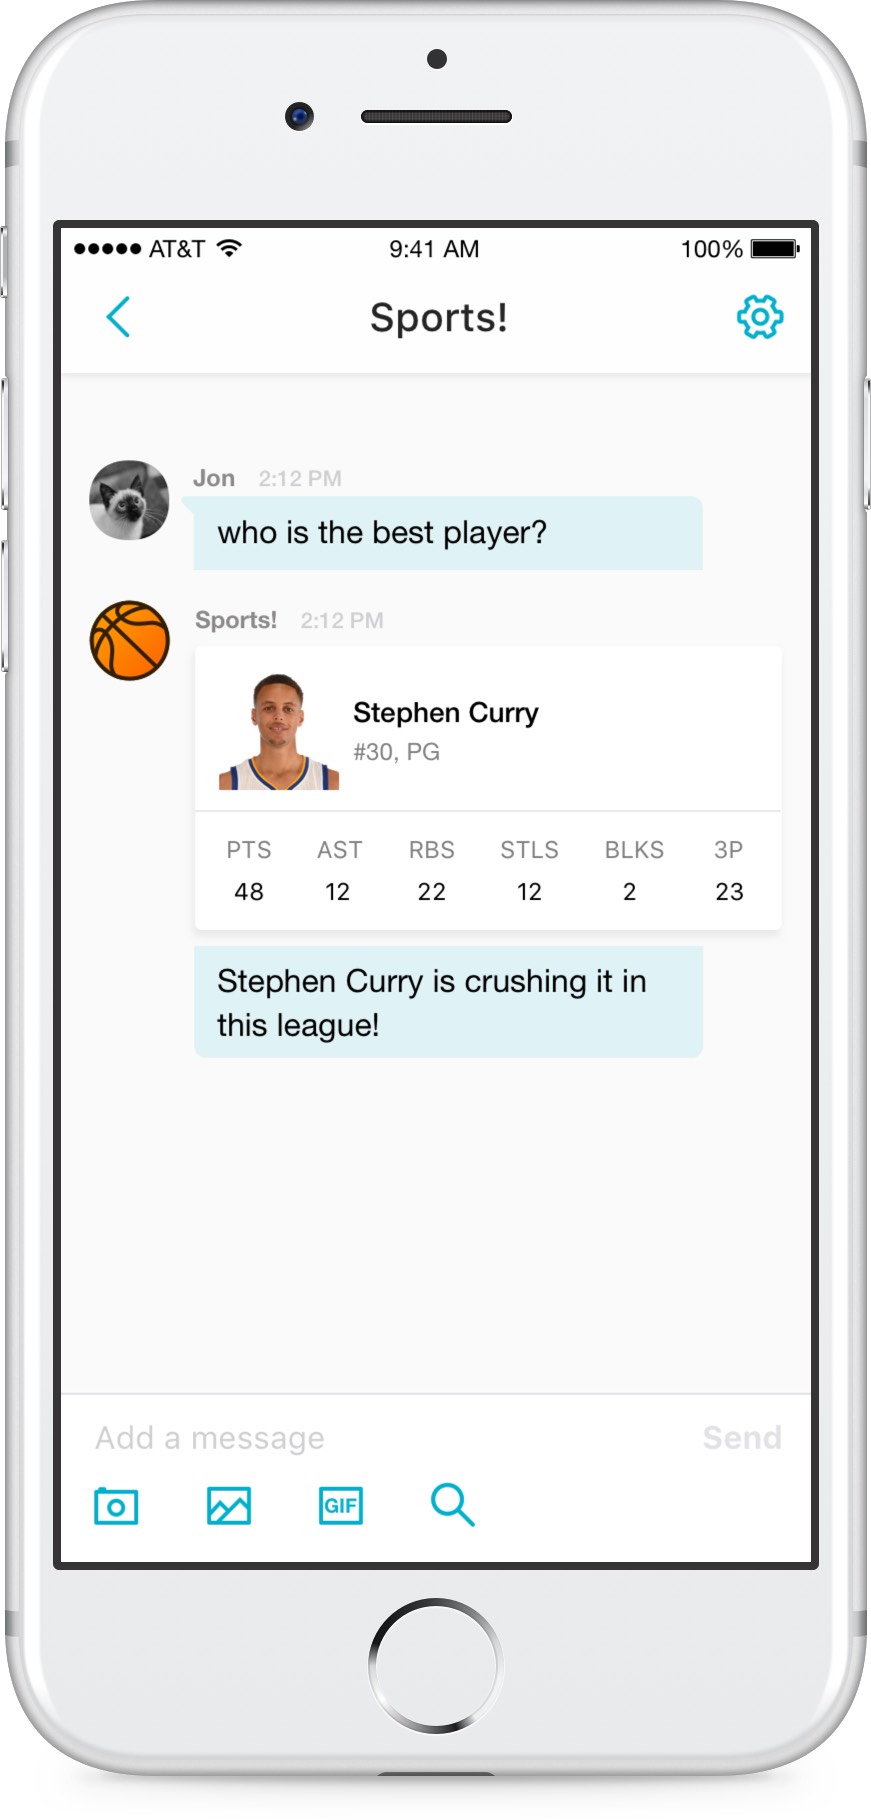 AT&T 9:41 AM 100%
Sports!
Jon 2:12 PM
who is the best player?
Sports! 2:12 PM
Stephen Curry
#30, PG
PTS AST RBS STLS BLKS 3P
48 12 22 12 2 23
Stephen Curry is crushing it in
this league!
Add a message Send
GIF